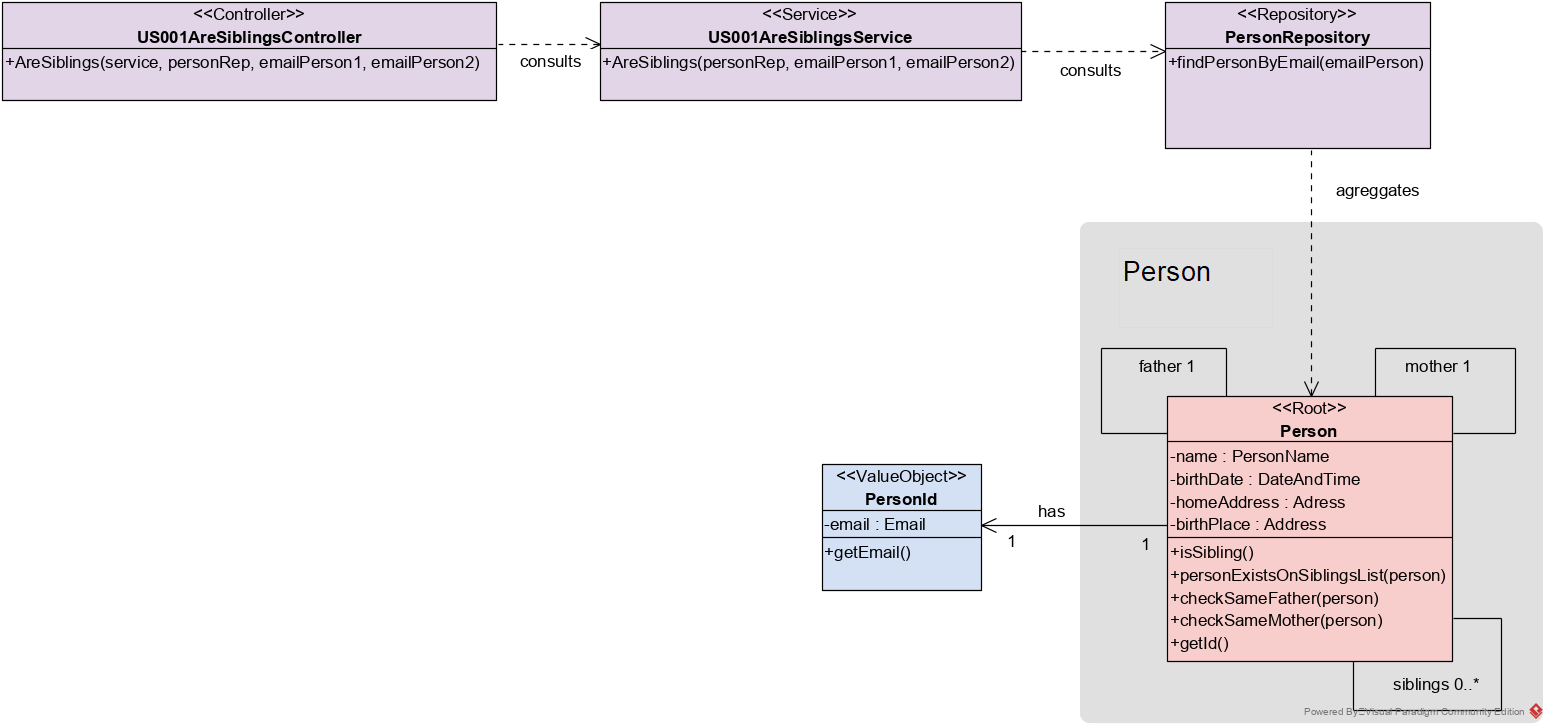 <<Controller>>
US001AreSiblingsController
+AreSiblings(service, personRep, emailPerson1, emailPerson2)
consults
<<Service>>
US001AreSiblingsService
+AreSiblings(personRep, emailPerson1, emailPerson2)
consults
<<Repository>>
PersonRepository
+findPersonByEmail(emailPerson)
agreggates
Person
father 1
mother 1
<<Root>>
Person
-name : PersonName
-birthDate : DateAndTime
-homeAddress : Adress
-birthPlace : Address
+isSibling()
+personExistsOnSiblingsList(person)
+checkSameFather(person)
+checkSameMother(person)
+getId()
<<ValueObject>>
PersonId
-email : Email
+getEmail()
has
1
1
siblings 0..*
Powered By Visual Paradigm Community Edition